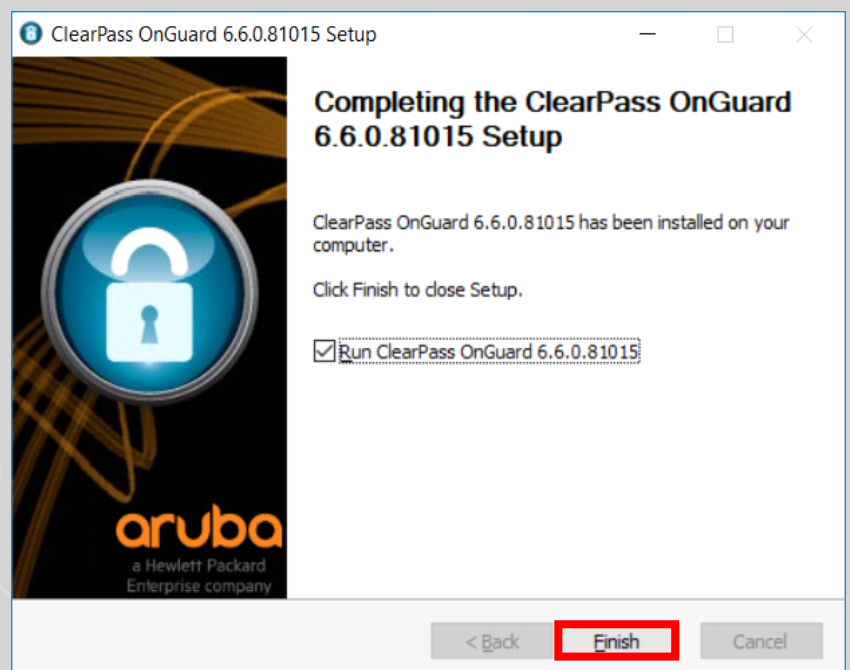 ClearPass OnGuard 6.6.0.81015 Setup
Completing the ClearPass OnGuard
6.6.0.81015 Setup
ClearPass OnGuard 6.6.0.81015 has been installed on your
computer.
Click Finish to close Setup.
Run ClearPass OnGuard 6.6.0.81015
aruba
a Hewlett Packard
Enterprise company
< Back
Finish
Cancel